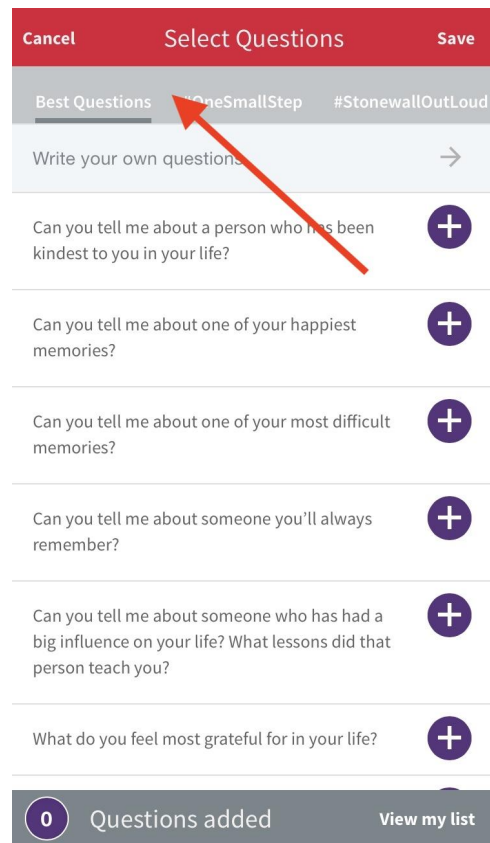 Cancel Select Questions Save
Best Questions #OneSmallStep #StonewallOutLoud
Write your own question
Can you tell me about a person who has been
kindest to you in your life?
Can you tell me about one of your happiest
memories?
Can you tell me about one of your most difficult
memories?
Can you tell me about someone you’ll always
remember?
Can you tell me about someone who has had a
big influence on your life? What lessons did that
person teach you?
What do you feel most grateful for in your life?
0 Questions added View my list